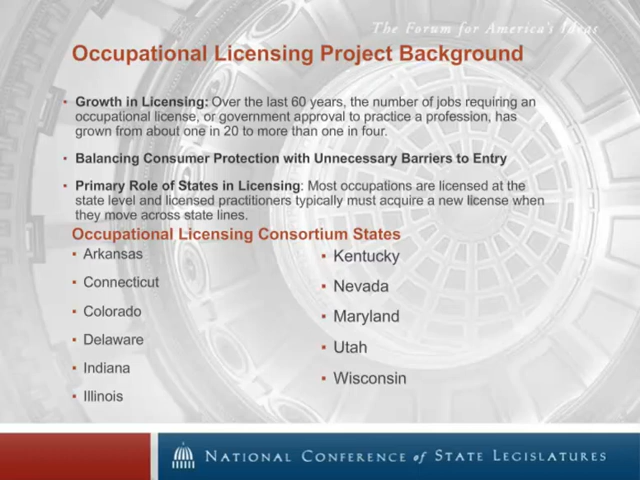 The Forum for America's Ideas
Occupational Licensing Project Background
▪ Growth in Licensing: Over the last 60 years, the number of jobs requiring an
occupational license, or government approval to practice a profession, has
grown from about one in 20 to more than one in four.
▪ Balancing Consumer Protection with Unnecessary Barriers to Entry
▪ Primary Role of States in Licensing: Most occupations are licensed at the
state level and licensed practitioners typically must acquire a new license when
they move across state lines.
Occupational Licensing Consortium States
▪ Arkansas
▪ Connecticut
▪ Colorado
▪ Delaware
▪ Indiana
▪ Illinois
▪ Kentucky
▪ Nevada
▪ Maryland
▪ Utah
▪ Wisconsin
NATIONAL CONFERENCE of STATE LEGISLATURES